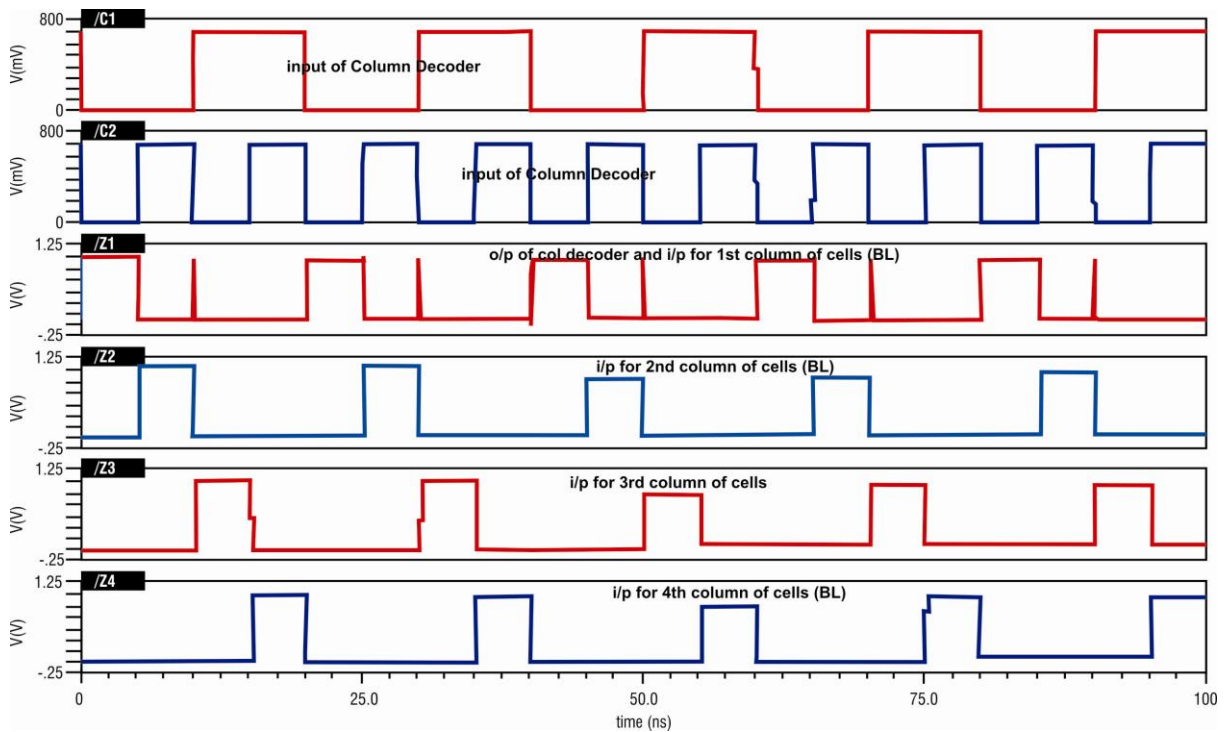 /C1
800
V(mV)
input of Column Decoder
0
/C2
800
V(mV)
input of Column Decoder
0
/Z1
1.25
V(V)
o/p of col decoder and i/p for 1st column of cells (BL)
-.25
/Z2
1.25
V(V)
i/p for 2nd column of cells (BL)
-.25
/Z3
1.25
V(V)
i/p for 3rd column of cells
-.25
/Z4
1.25
V(V)
i/p for 4th column of cells (BL)
-.25
0 25.0 50.0 75.0 100
time (ns)